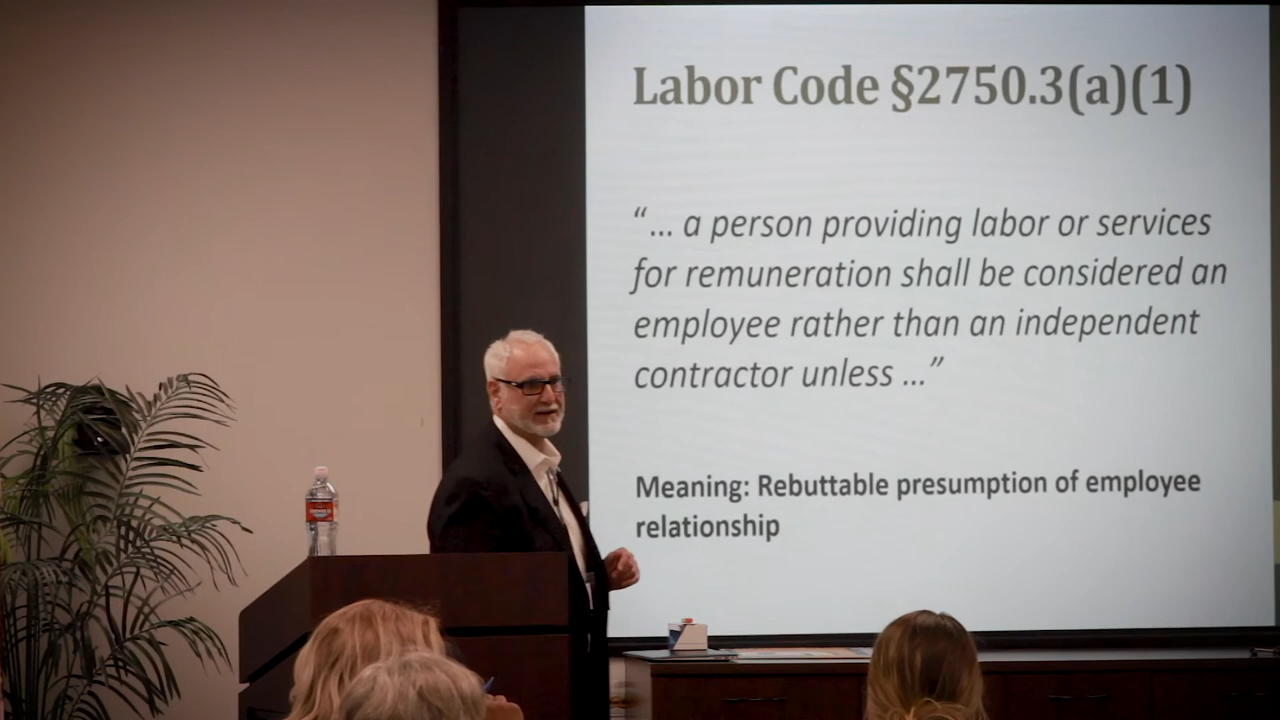 Labor Code §2750.3(a)(1)
“... a person providing labor or services
for remuneration shall be considered an
employee rather than an independent
contractor unless ...”
Meaning: Rebuttable presumption of employee
relationship